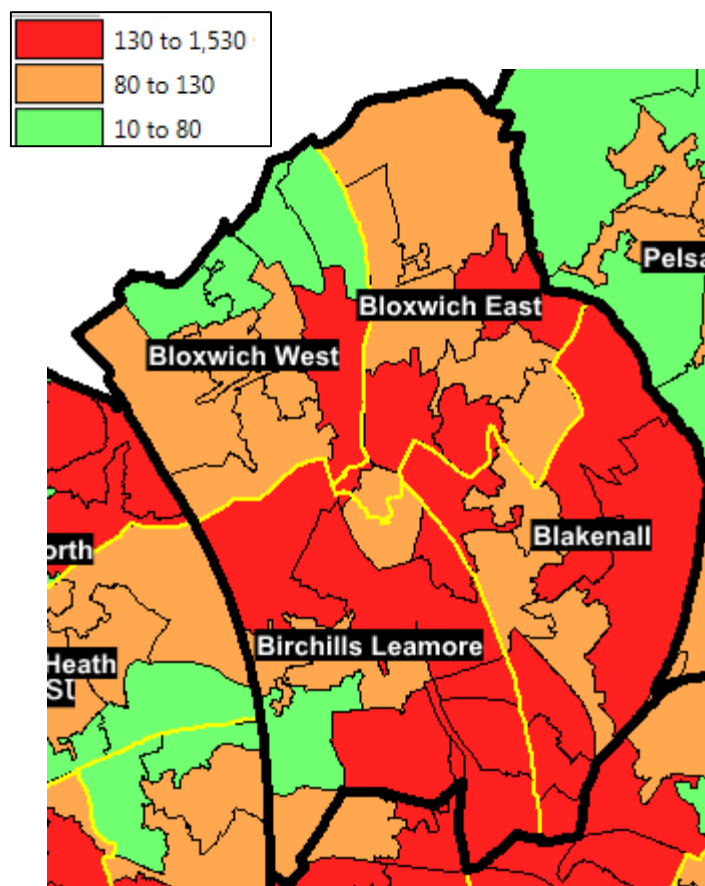 130 to 1,530
80 to 130
10 to 80
Pelsa
Bloxwich East
Bloxwich West
Blakenall
orth
Birchills Leamore
Heath